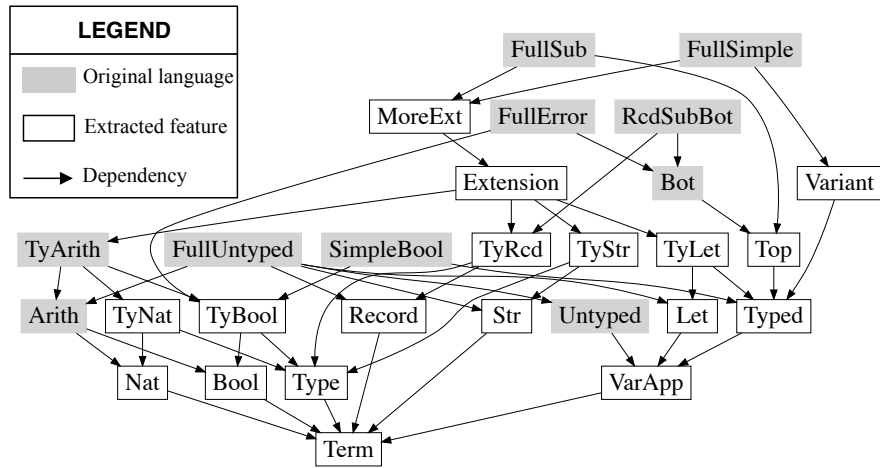 LEGEND
Original language
Extracted feature
Dependency
FullSub FullSimple
MoreExt FullError RcdSubBot
Extension Bot Variant
TyArith FullUntyped SimpleBool TyRcd TyStr TyLet Top
Arith TyNat TyBool Record Str Untyped Let Typed
Nat Bool Type VarApp
Term